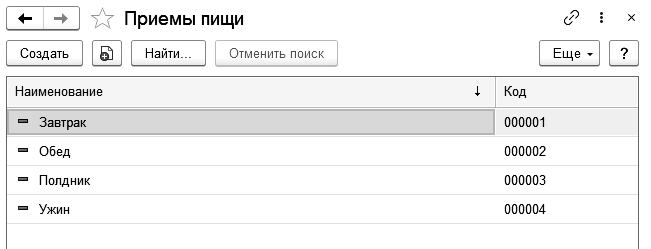 Приемы пищи
Создать Найти... Отменить поиск Еще ?
Наименование Код
Завтрак 000001
Обед 000002
Полдник 000003
Ужин 000004